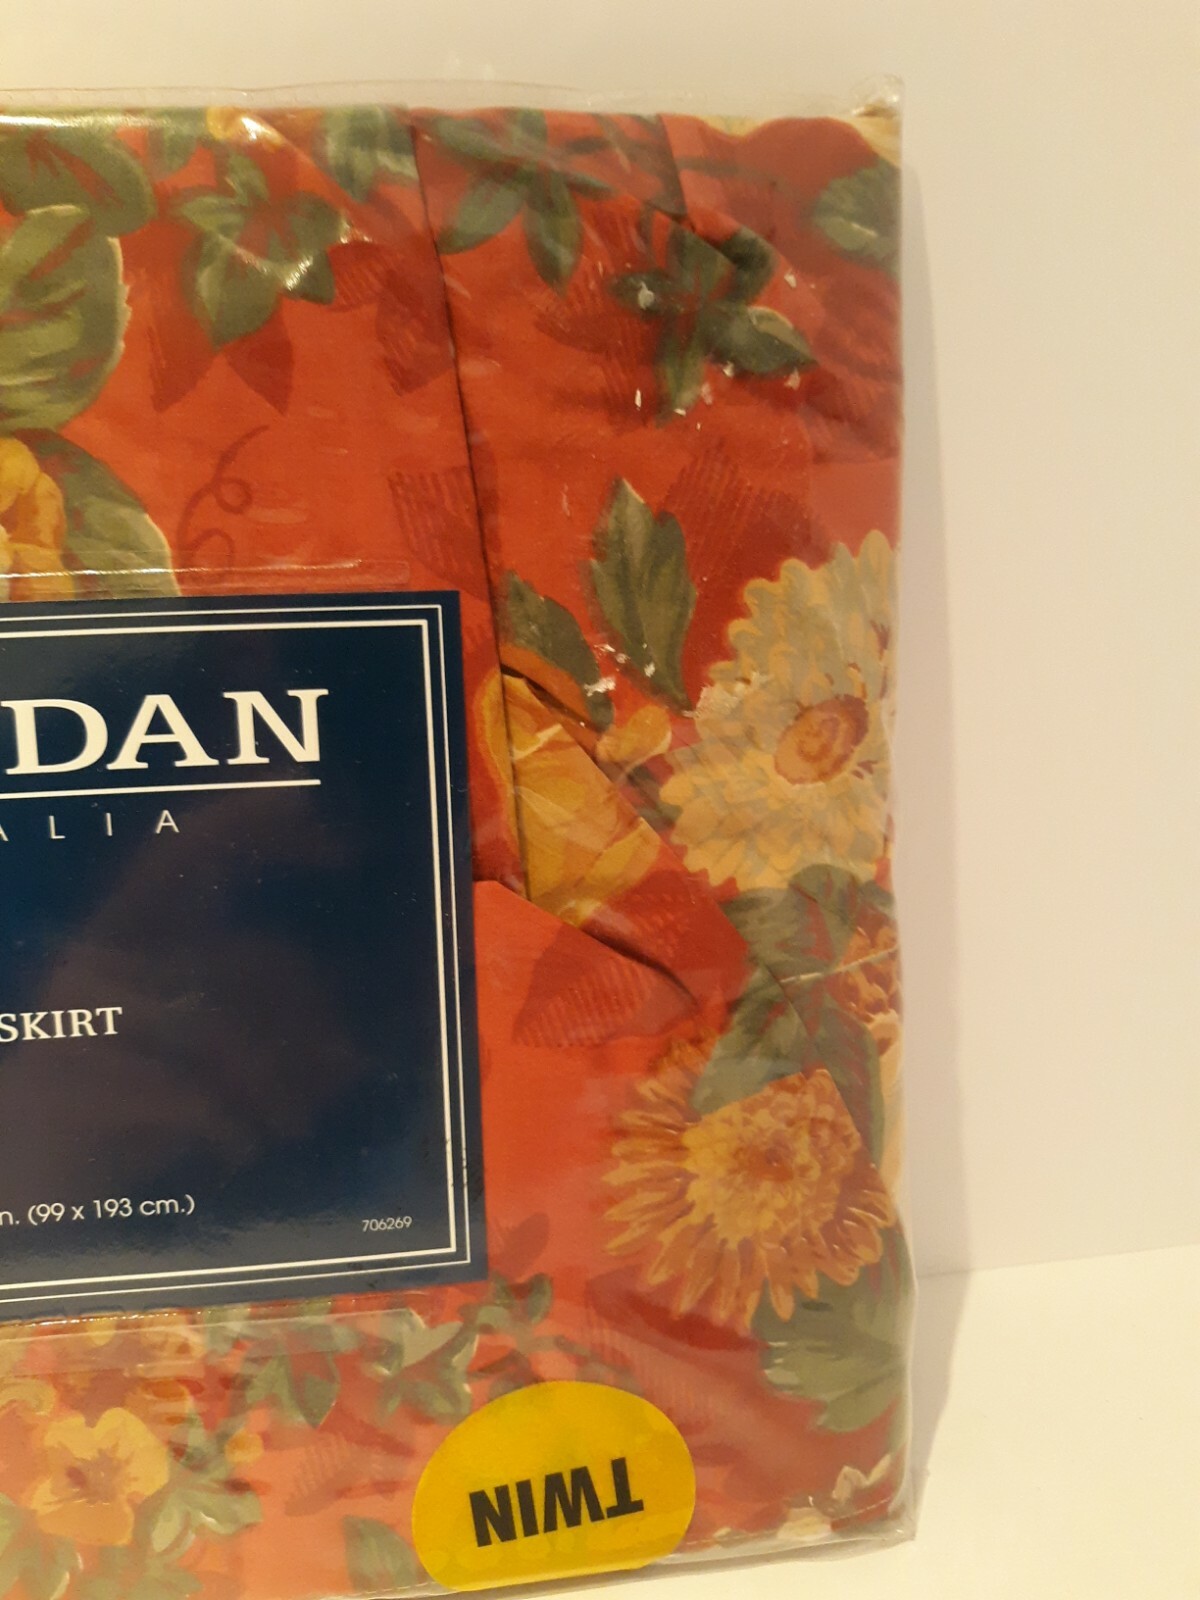 DAN
ALIA
SKIRT
n. (99 x 193 cm.)
706269
TWIN